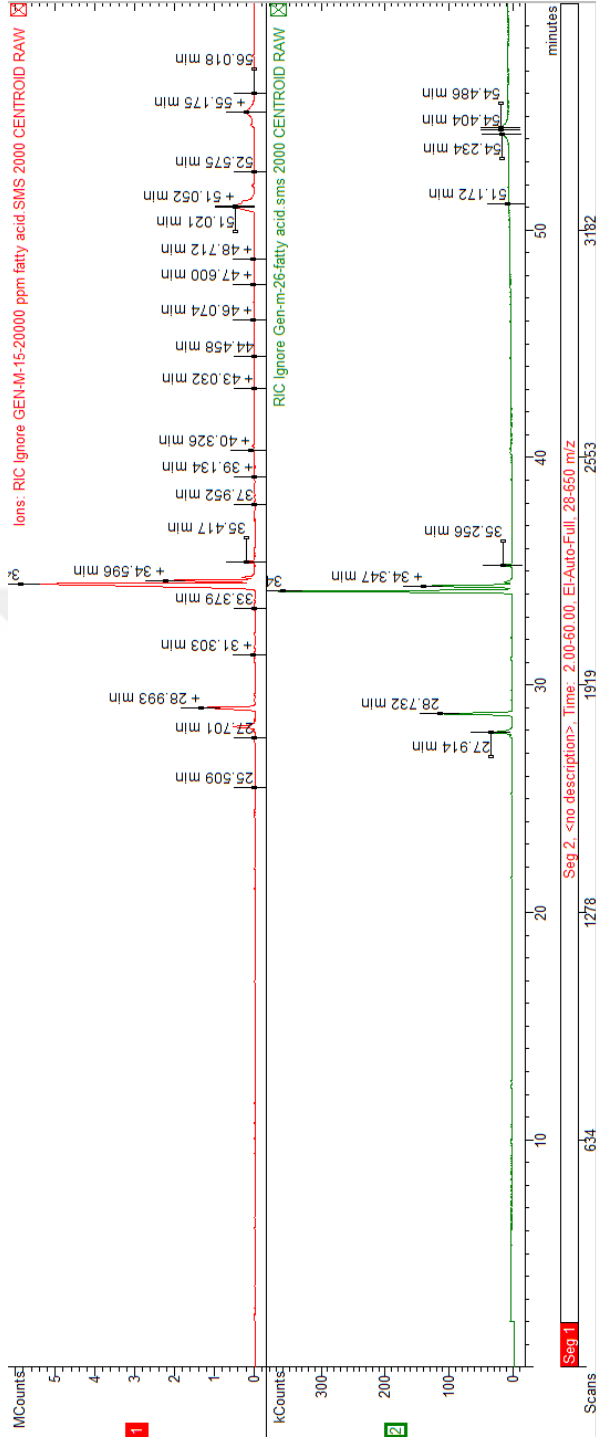 Ions: RIC Ignore GEN-M-15-20000 ppm fatty acid.SMS 2000 CENTROID RAW
MCounts
5
4
3
2
1
0
1
25.509 min
27.701 min
+ 28.993 min
+ 31.303 min
33.379 min
34
+ 34.596 min
35.417 min
37.952 min
+ 39.134 min
+ 40.326 min
+ 43.032 min
44.458 min
+ 46.074 min
+ 47.600 min
+ 48.712 min
51.021 min
+ 51.052 min
52.575 min
+ 55.175 min
56.018 min
RIC Ignore Gen-m-26-fatty acid.sms 2000 CENTROID RAW
kCounts
300
200
100
0
2
27.914 min
28.732 min
34
+ 34.347 min
35.256 min
51.172 min
54.234 min
54.404 min
54.486 min
10
20
30
40
50
minutes
Seg 1
Seg 2, <no description>, Time: 2.00-60.00, EI-Auto-Full, 28-650 m/z
Scans
634
1278
1919
2553
3182